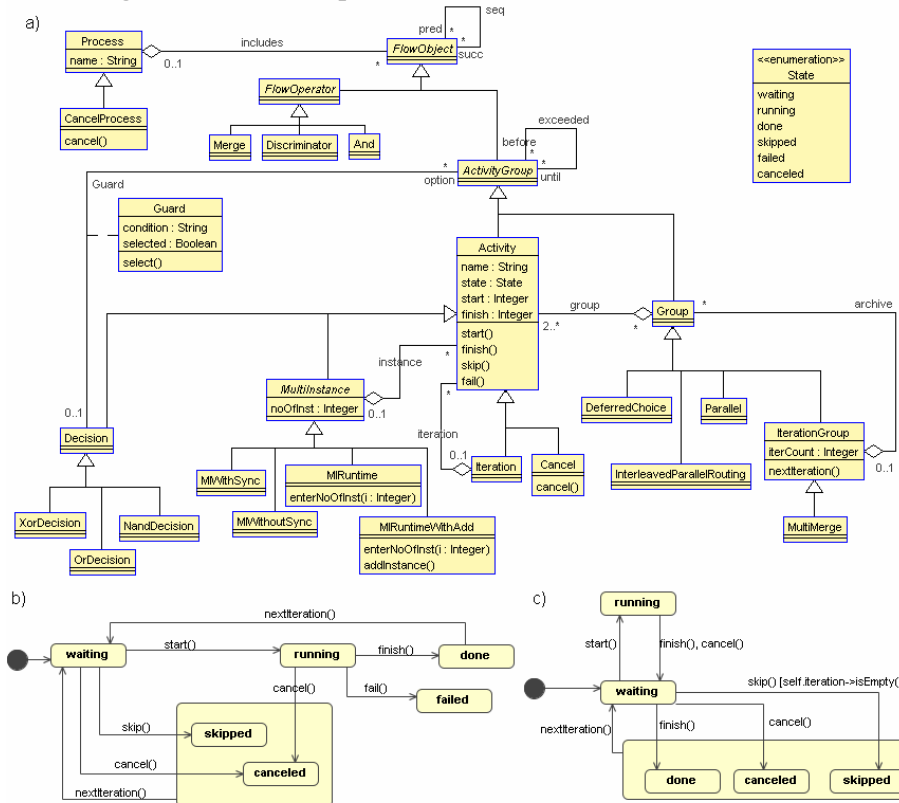 a)
seq
pred
*
*
succ
Process
name : String
0..1
includes
*
FlowObject
*
<<enumeration>>
State
waiting
running
done
skipped
failed
canceled
CancelProcess
cancel()
FlowOperator
Merge
Discriminator
And
exceeded
before
*
*
until
*
option
ActivityGroup
Guard
Guard
condition : String
selected : Boolean
select()
Activity
name : String
state : State
start : Integer
finish : Integer
start()
finish()
skip()
fail()
group
2..*
*
Group
*
archive
instance
*
MultiInstance
noOfInst : Integer
0..1
*
iteration
0..1
Iteration
Cancel
cancel()
DeferredChoice
Parallel
InterleavedParallelRouting
IterationGroup
iterCount : Integer
nextIteration()
0..1
MultiMerge
0..1
Decision
XorDecision
OrDecision
NandDecision
MIWithSync
MIWithoutSync
MIRuntime
enterNoOfInst(i : Integer)
MIRuntimeWithAdd
enterNoOfInst(i : Integer)
addInstance()
b)
nextIteration()
waiting
start()
running
finish()
done
cancel()
fail()
failed
skip()
skipped
cancel()
canceled
nextIteration()
c)
running
start()
finish(), cancel()
waiting
skip() [self.iteration->isEmpty(
nextIteration()
finish()
cancel()
done
canceled
skipped